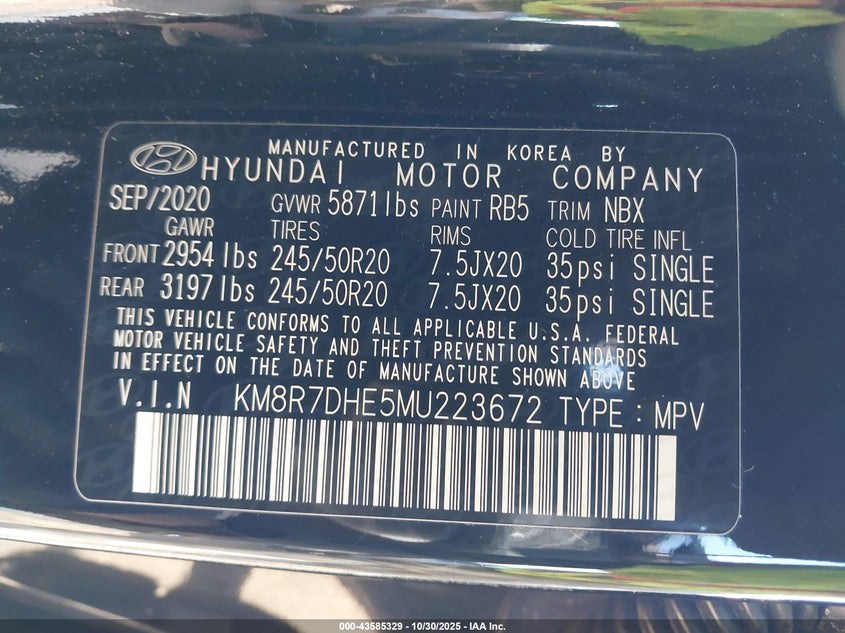 MANUFACTURED IN KOREA BY
HYUNDAI MOTOR COMPANY
SEP/2020 GVWR 5871lbs PAINT RB5 TRIM NBX
GAWR TIRES RIMS COLD TIRE INFL
FRONT 2954lbs 245/50R20 7.5JX20 35psi SINGLE
REAR 3197lbs 245/50R20 7.5JX20 35psi SINGLE
THIS VEHICLE CONFORMS TO ALL APPLICABLE U.S.A. FEDERAL
MOTOR VEHICLE SAFETY AND THEFT PREVENTION STANDARDS
IN EFFECT ON THE DATE OF MANUFACTURE SHOWN ABOVE
V.I.N KM8R7DHE5MU223672 TYPE : MPV
000-43585329 - 10/30/2025 - IAA Inc.